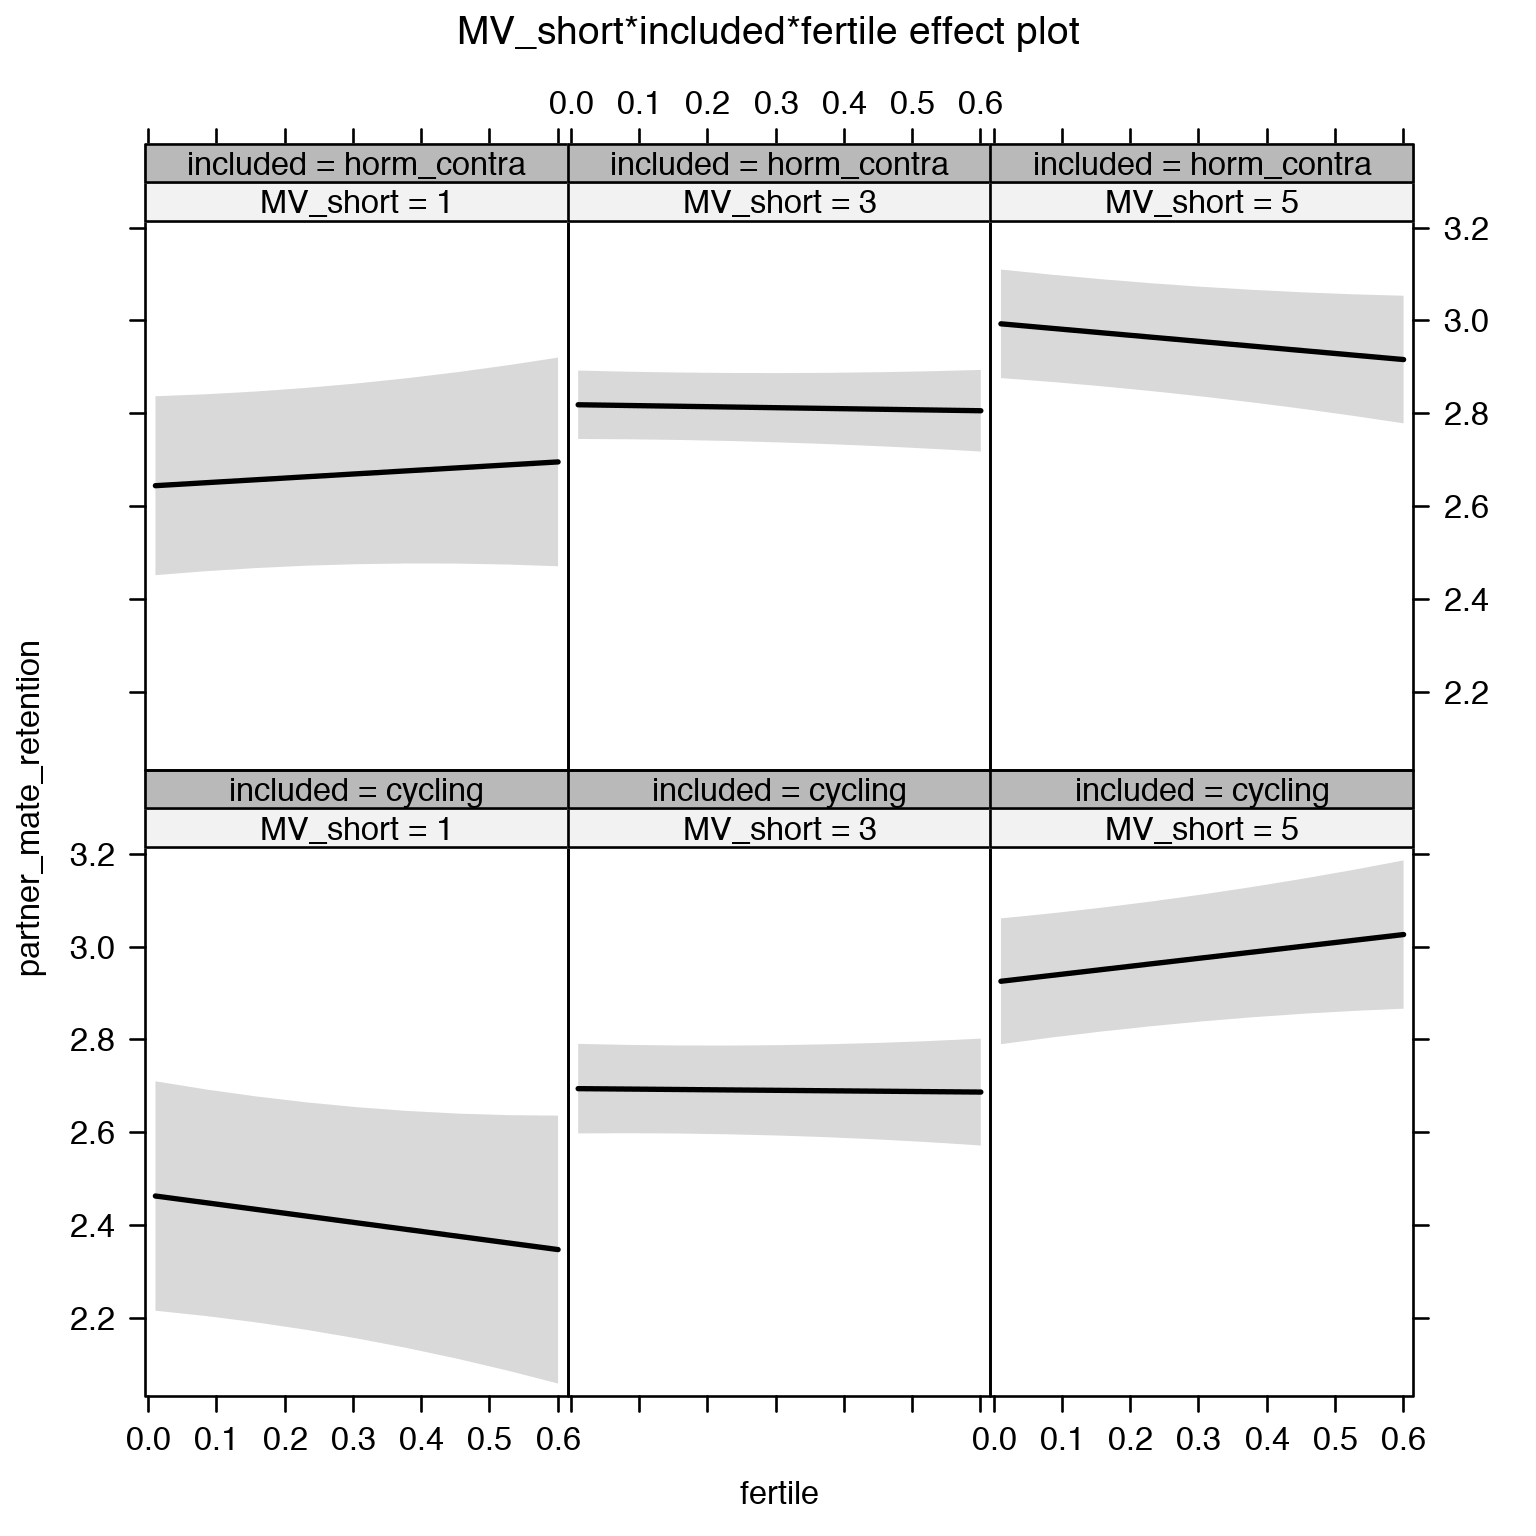 MV_short*included*fertile effect plot
0.0 0.1 0.2 0.3 0.4 0.5 0.6
included = horm_contra included = horm_contra included = horm_contra
MV_short = 1 MV_short = 3 MV_short = 5
3.2
3.0
2.8
2.6
2.4
2.2
partner_mate_retention
included = cycling included = cycling included = cycling
MV_short = 1 MV_short = 3 MV_short = 5
3.2
3.0
2.8
2.6
2.4
2.2
0.0 0.1 0.2 0.3 0.4 0.5 0.6 0.0 0.1 0.2 0.3 0.4 0.5 0.6
fertile